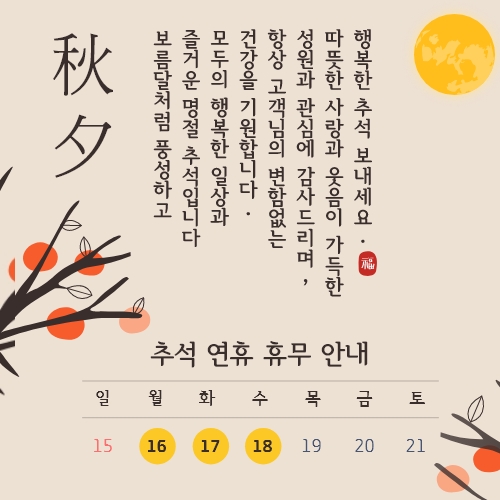 秋夕
보름달처럼 풍성하고
즐거운 명절 추석입니다
모두의 행복한 일상과
건강을 기원합니다.
항상 고객님의 변함없는
성원과 관심에 감사드리며,
따뜻한 사랑과 웃음이 가득한
행복한 추석 보내세요.
福
추석 연휴 휴무 안내
일 월 화 수 목 금 토
15 16 17 18 19 20 21